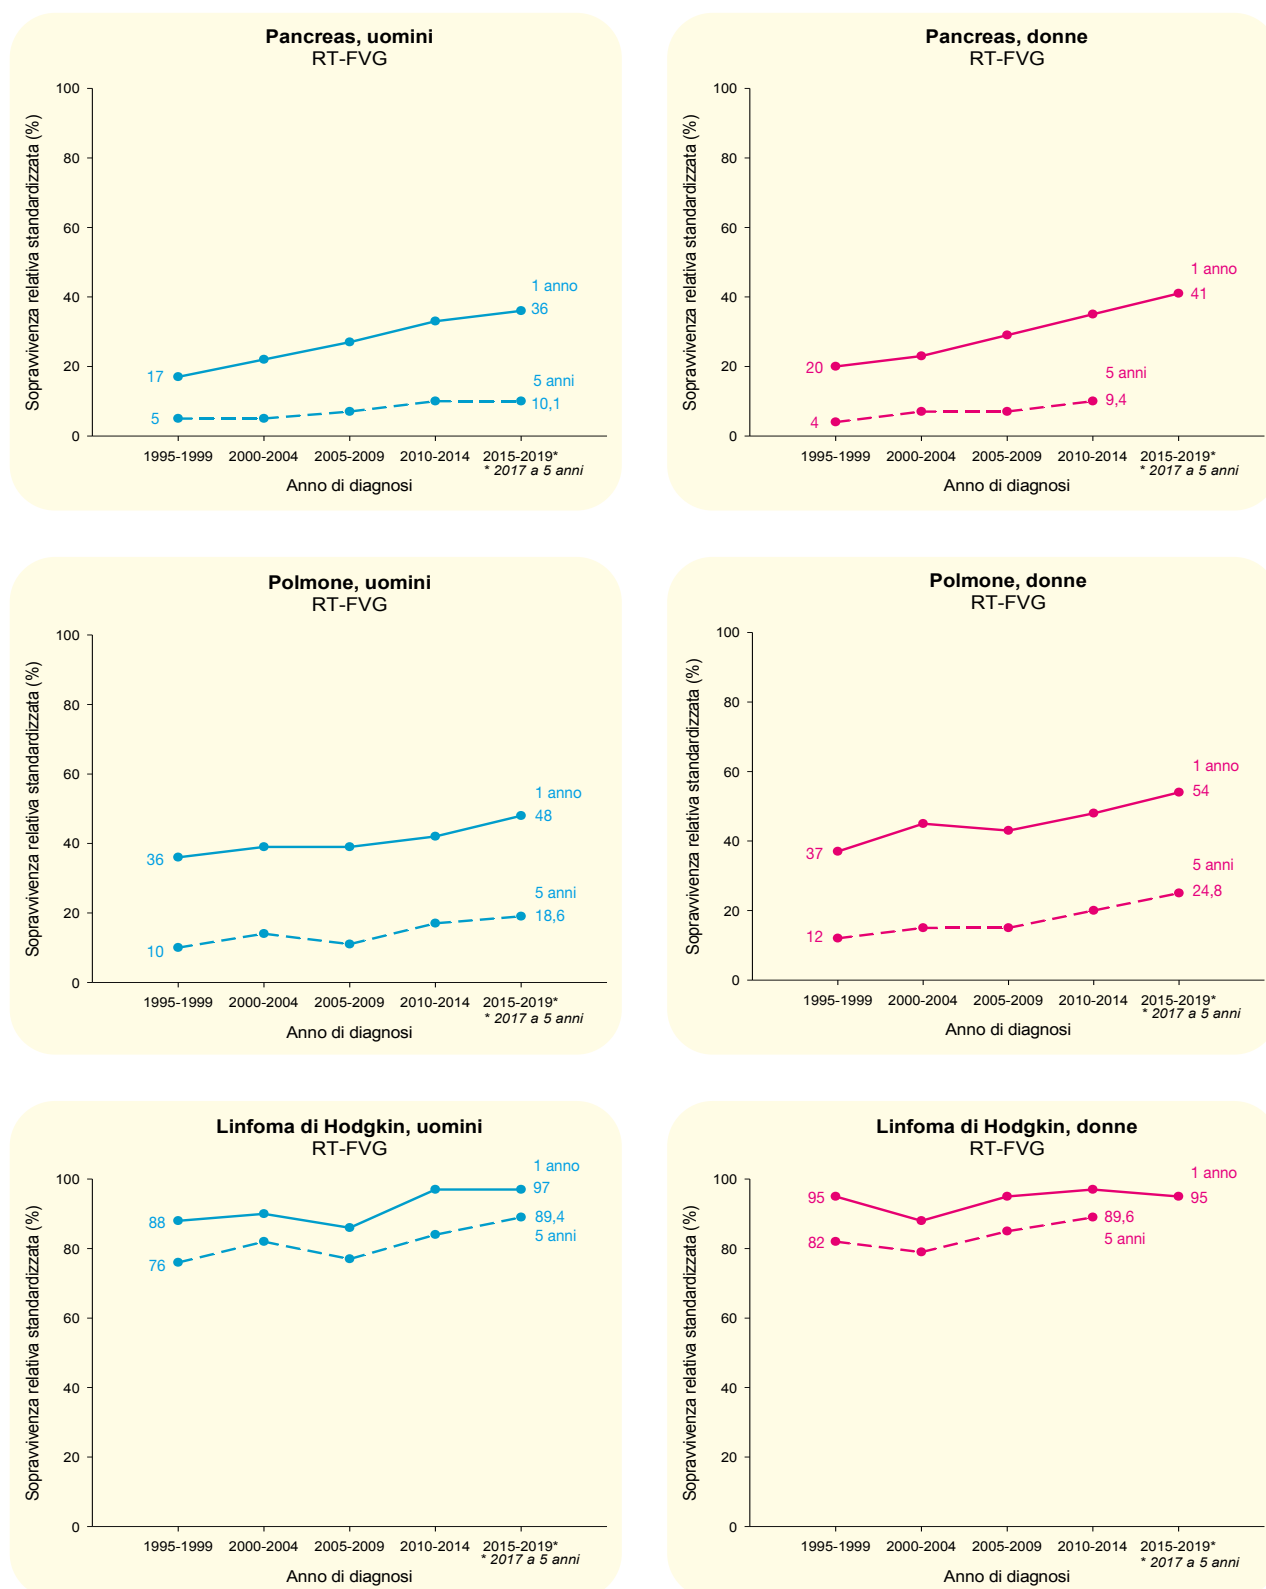 Pancreas, uomini
RT-FVG
Sopravvivenza relativa standardizzata (%)
100
80
60
40
20
0
1 anno
36
17
5 anni
10,1
5
1995-1999 2000-2004 2005-2009 2010-2014 2015-2019*
* 2017 a 5 anni
Anno di diagnosi
Pancreas, donne
RT-FVG
Sopravvivenza relativa standardizzata (%)
100
80
60
40
20
0
1 anno
41
20
5 anni
9,4
4
1995-1999 2000-2004 2005-2009 2010-2014 2015-2019*
* 2017 a 5 anni
Anno di diagnosi
Polmone, uomini
RT-FVG
Sopravvivenza relativa standardizzata (%)
100
80
60
40
20
0
1 anno
48
36
5 anni
18,6
10
1995-1999 2000-2004 2005-2009 2010-2014 2015-2019*
* 2017 a 5 anni
Anno di diagnosi
Polmone, donne
RT-FVG
Sopravvivenza relativa standardizzata (%)
100
80
60
40
20
0
1 anno
54
37
5 anni
24,8
12
1995-1999 2000-2004 2005-2009 2010-2014 2015-2019*
* 2017 a 5 anni
Anno di diagnosi
Linfoma di Hodgkin, uomini
RT-FVG
Sopravvivenza relativa standardizzata (%)
100
80
60
40
20
0
1 anno
97
88
89,4
5 anni
76
1995-1999 2000-2004 2005-2009 2010-2014 2015-2019*
* 2017 a 5 anni
Anno di diagnosi
Linfoma di Hodgkin, donne
RT-FVG
Sopravvivenza relativa standardizzata (%)
100
80
60
40
20
0
1 anno
95
95
89,6
5 anni
82
1995-1999 2000-2004 2005-2009 2010-2014 2015-2019*
* 2017 a 5 anni
Anno di diagnosi